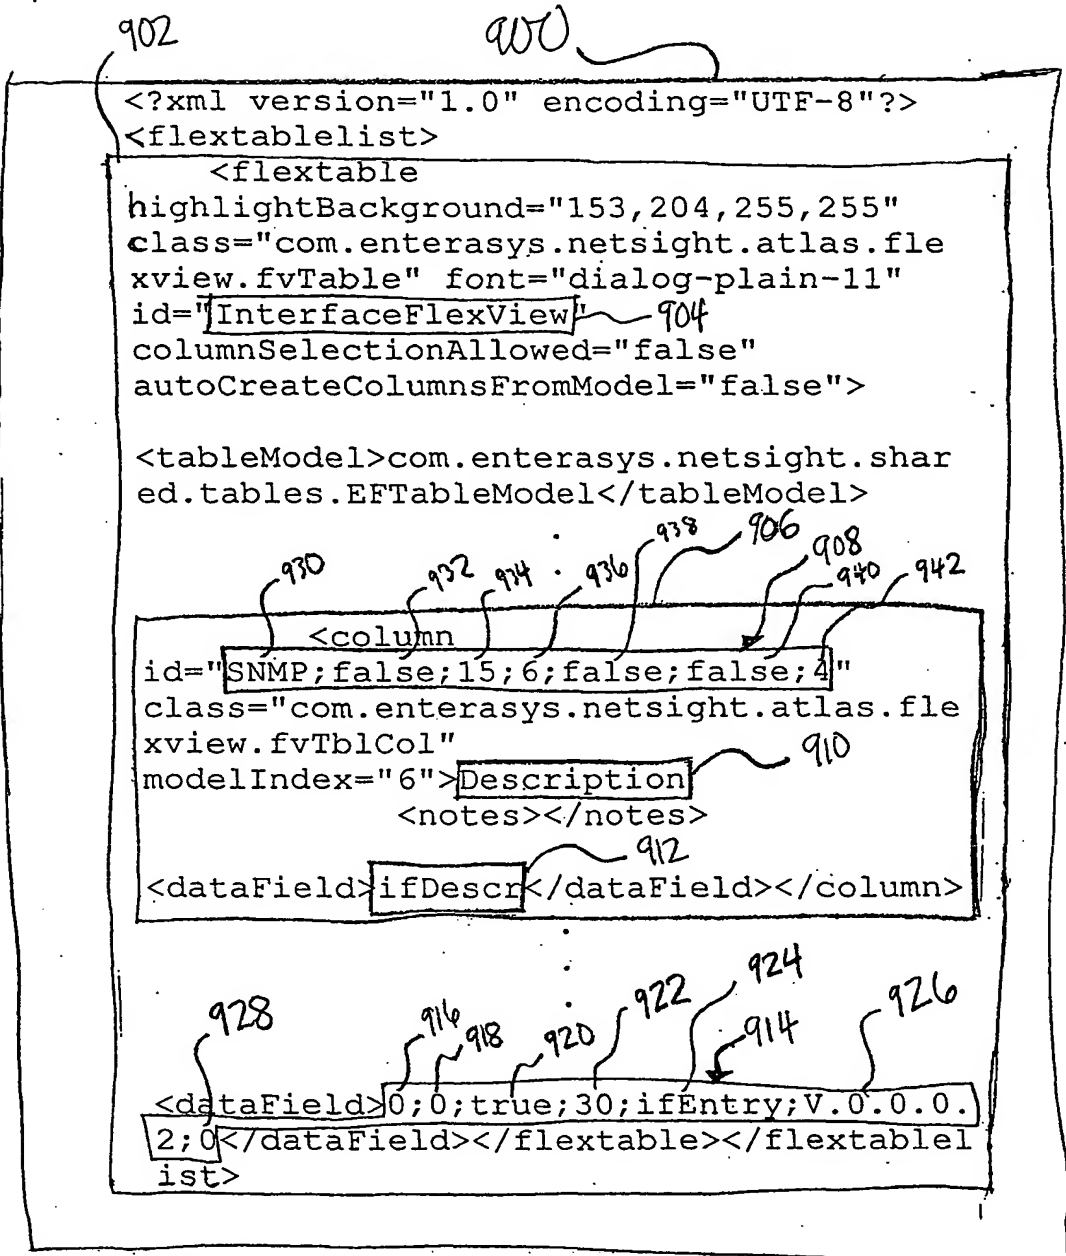 902 900
<?xml version="1.0" encoding="UTF-8"?>
<flextablelist>
<flextable
highlightBackground="153,204,255,255"
class="com.enterasys.netsight.atlas.fle
xview.fvTable" font="dialog-plain-11"
id="InterfaceFlexView" 904
columnSelectionAllowed="false"
autoCreateColumnsFromModel="false">
<tableModel>com.enterasys.netsight.shar
ed.tables.EFTableModel</tableModel>
930 932 934 936 938 906 908 940 942
<column
id="SNMP;false;15;6;false;false;4"
class="com.enterasys.netsight.atlas.fle
xview.fvTblCol"
910
modelIndex="6">Description
<notes></notes>
912
<dataField>ifDescr</dataField></column>
928 916 918 920 922 924 914 926
<dataField>0;0;true;30;ifEntry;V.0.0.0.
2;0</dataField></flextable></flextablel
ist>